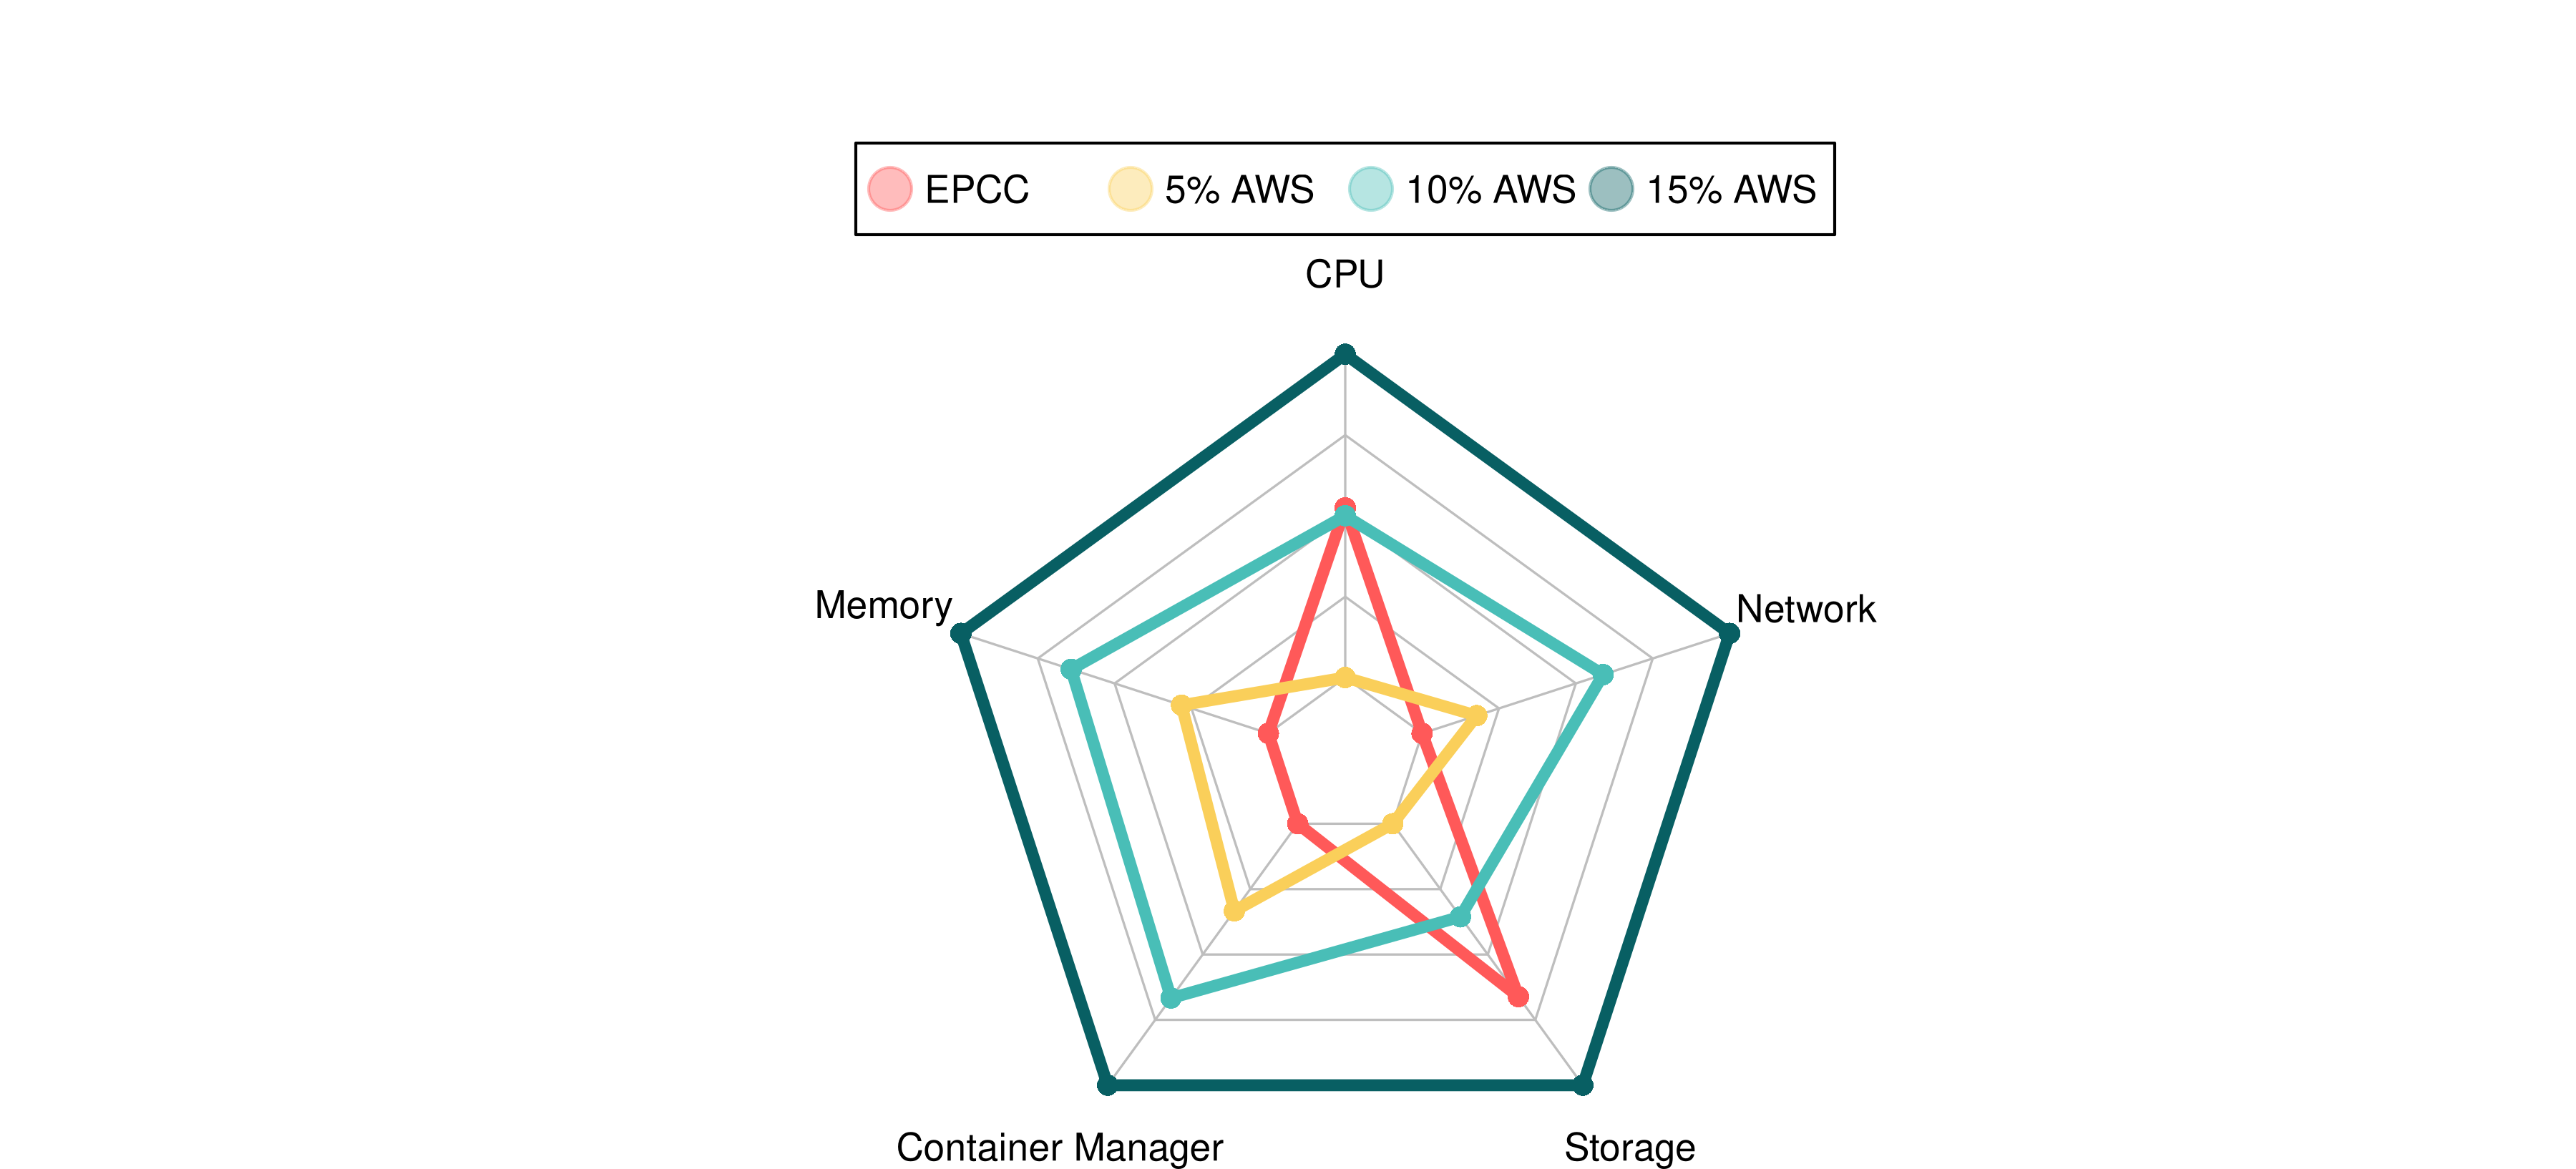 EPCC 5% AWS 10% AWS 15% AWS
CPU
Memory
Network
Container Manager
Storage